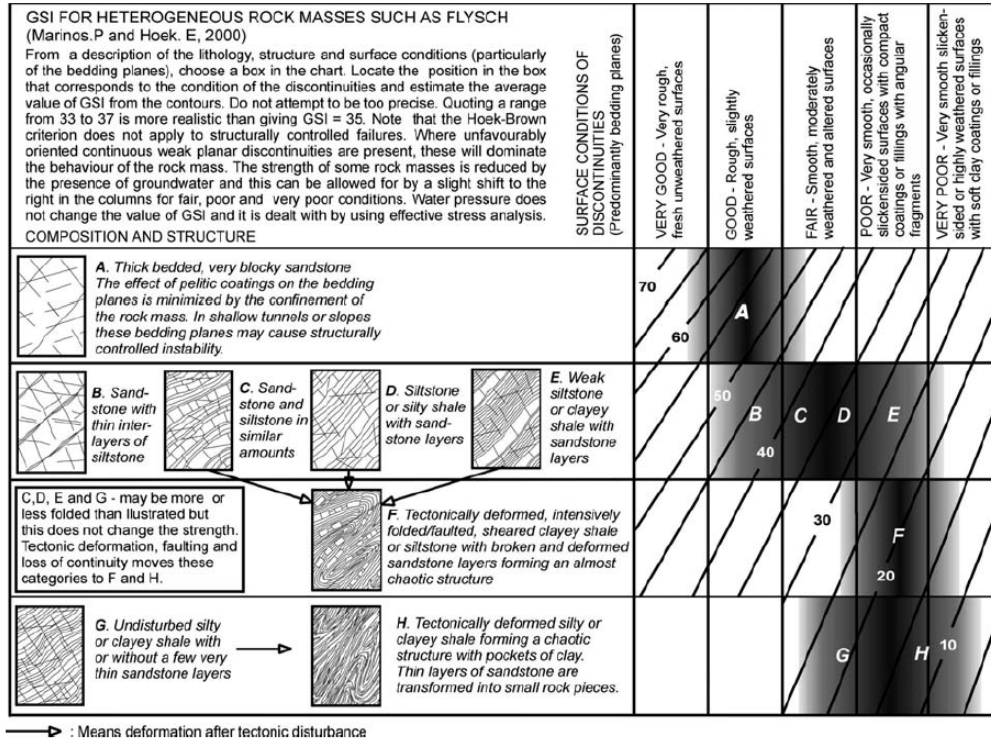 GSI FOR HETEROGENEOUS ROCK MASSES SUCH AS FLYSCH
(Marinos.P and Hoek. E, 2000)
From a description of the lithology, structure and surface conditions (particularly
of the bedding planes), choose a box in the chart. Locate the position in the box
that corresponds to the condition of the discontinuities and estimate the average
value of GSI from the contours. Do not attempt to be too precise. Quoting a range
from 33 to 37 is more realistic than giving GSI = 35. Note that the Hoek-Brown
criterion does not apply to structurally controlled failures. Where unfavourably
oriented continuous weak planar discontinuities are present, these will dominate
the behaviour of the rock mass. The strength of some rock masses is reduced by
the presence of groundwater and this can be allowed for by a slight shift to the
right in the columns for fair, poor and very poor conditions. Water pressure does
not change the value of GSI and it is dealt with by using effective stress analysis.
COMPOSITION AND STRUCTURE
SURFACE CONDITIONS OF
DISCONTINUITIES
(Predominantly bedding planes)
VERY GOOD - Very rough,
fresh unweathered surfaces
GOOD - Rough, slightly
weathered surfaces
FAIR - Smooth, moderately
weathered and altered surfaces
POOR - Very smooth, occasionally
slickensided surfaces with compact
coatings or fillings with angular
fragments
VERY POOR - Very smooth slicken-
sided or highly weathered surfaces
with soft clay coatings or fillings
A. Thick bedded, very blocky sandstone
The effect of pelitic coatings on the bedding
planes is minimized by the confinement of
the rock mass. In shallow tunnels or slopes
these bedding planes may cause structurally
controlled instability.
70
60
A
B. Sand-
stone with
thin inter-
layers of
siltstone
C. Sand-
stone and
siltstone in
similar
amounts
D. Siltstone
or silty shale
with sand-
stone layers
E. Weak
siltstone
or clayey
shale with
sandstone
layers
50
B
C
D
E
40
C,D, E and G - may be more or
less folded than llustrated but
this does not change the strength.
Tectonic deformation, faulting and
loss of continuity moves these
categories to F and H.
F. Tectonically deformed, intensively
folded/faulted, sheared clayey shale
or siltstone with broken and deformed
sandstone layers forming an almost
chaotic structure
30
F
20
G. Undisturbed silty
or clayey shale with
or without a few very
thin sandstone layers
H. Tectonically deformed silty or
clayey shale forming a chaotic
structure with pockets of clay.
Thin layers of sandstone are
transformed into small rock pieces.
G
H
10
: Means deformation after tectonic disturbance